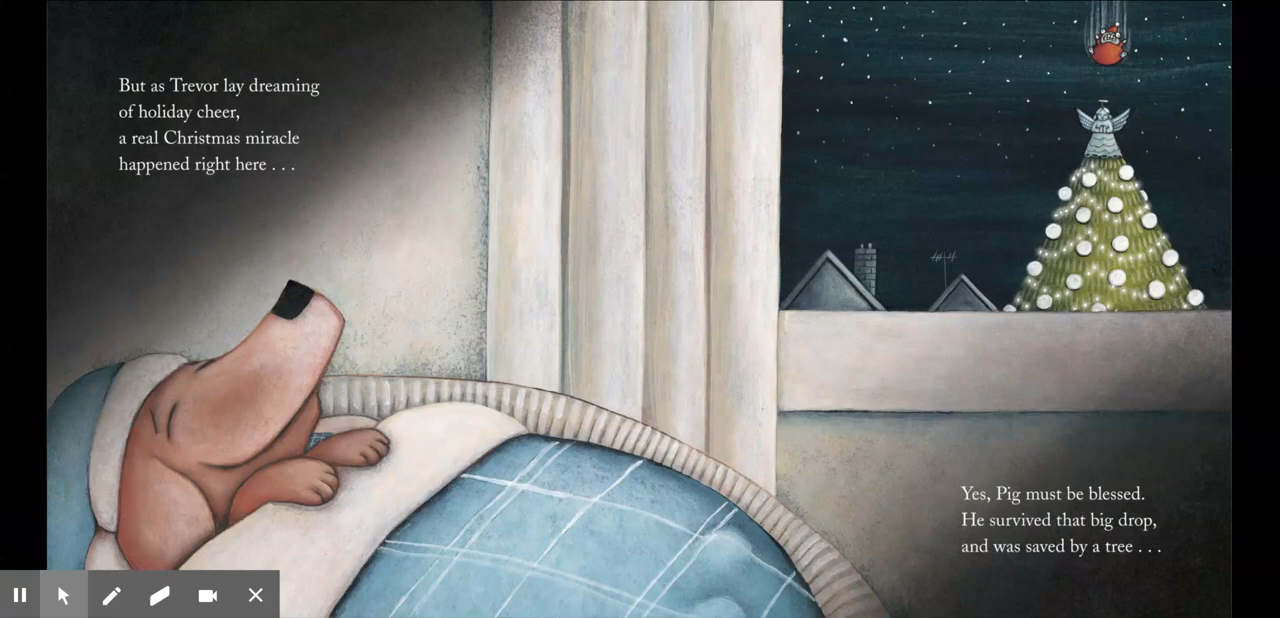 But as Trevor lay dreaming
of holiday cheer,
a real Christmas miracle
happened right here . . .
Yes, Pig must be blessed.
He survived that big drop,
and was saved by a tree . . .